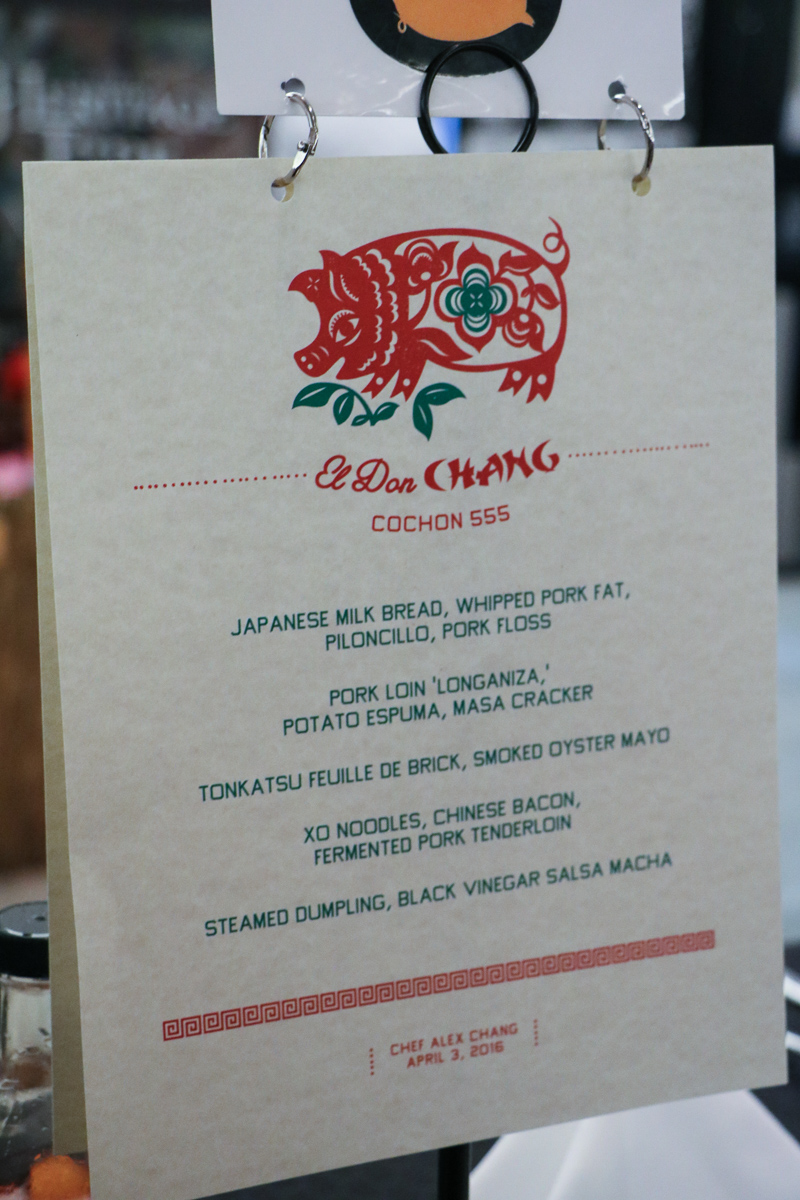 El Don CHANG
COCHON 555
JAPANESE MILK BREAD, WHIPPED PORK FAT,
PILONCILLO, PORK FLOSS
PORK LOIN 'LONGANIZA,'
POTATO ESPUMA, MASA CRACKER
TONKATSU FEUILLE DE BRICK, SMOKED OYSTER MAYO
XO NOODLES, CHINESE BACON,
FERMENTED PORK TENDERLOIN
STEAMED DUMPLING, BLACK VINEGAR SALSA MACHA
CHEF ALEX CHANG
APRIL 3, 2016